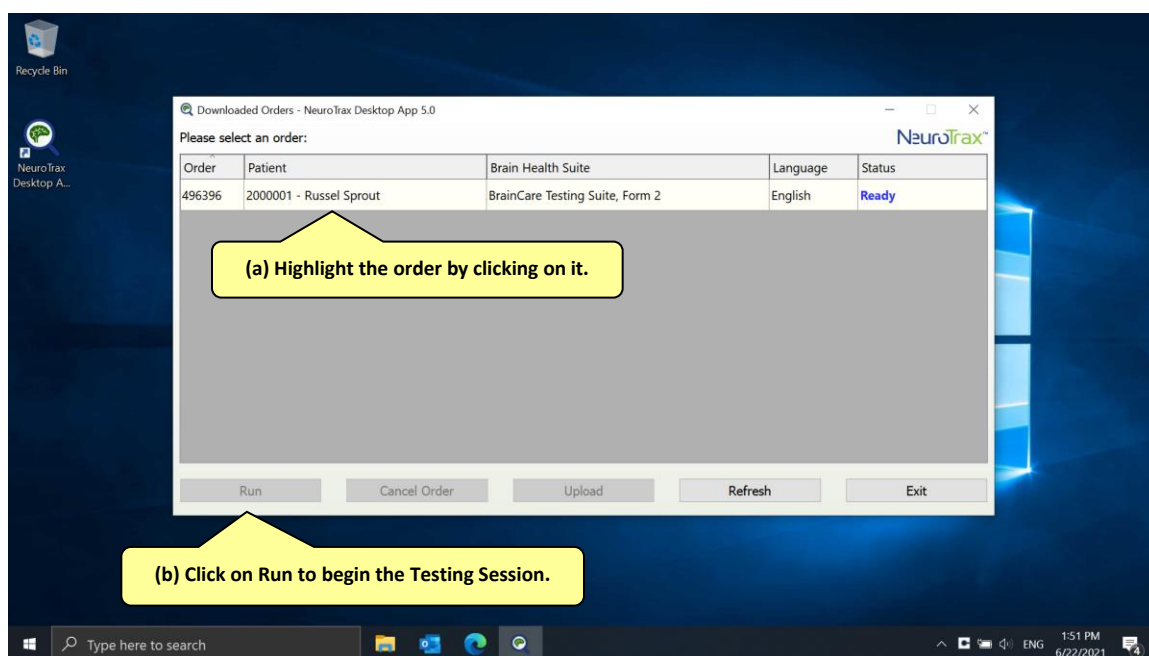 Recycle Bin
NeuroTrax
Desktop A...
Downloaded Orders - NeuroTrax Desktop App 5.0
Please select an order:
NeuroTrax™
Order Patient Brain Health Suite Language Status
496396 2000001 - Russel Sprout BrainCare Testing Suite, Form 2 English Ready
(a) Highlight the order by clicking on it.
Run Cancel Order Upload Refresh Exit
(b) Click on Run to begin the Testing Session.
Type here to search
ENG
1:51 PM
6/22/2021
4